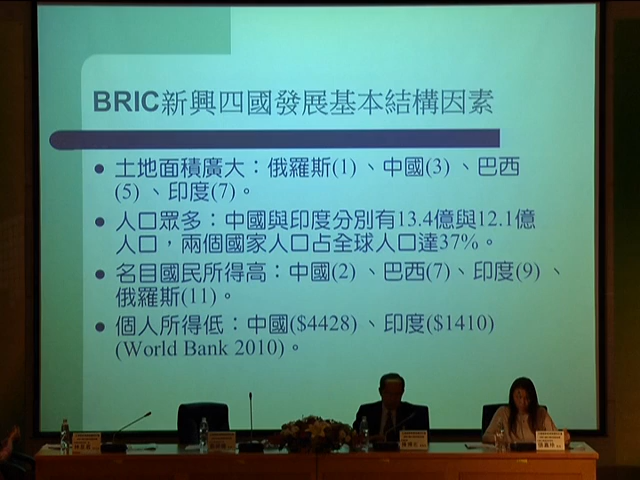 BRIC新興四國發展基本結構因素
土地面積廣大：俄羅斯(1)、中國(3)、巴西
(5)、印度(7)。
人口眾多：中國與印度分別有13.4億與12.1億
人口，兩個國家人口占全球人口達37%。
名目國民所得高：中國(2)、巴西(7)、印度(9)、
俄羅斯(11)。
個人所得低：中國($4428)、印度($1410)
(World Bank 2010)。